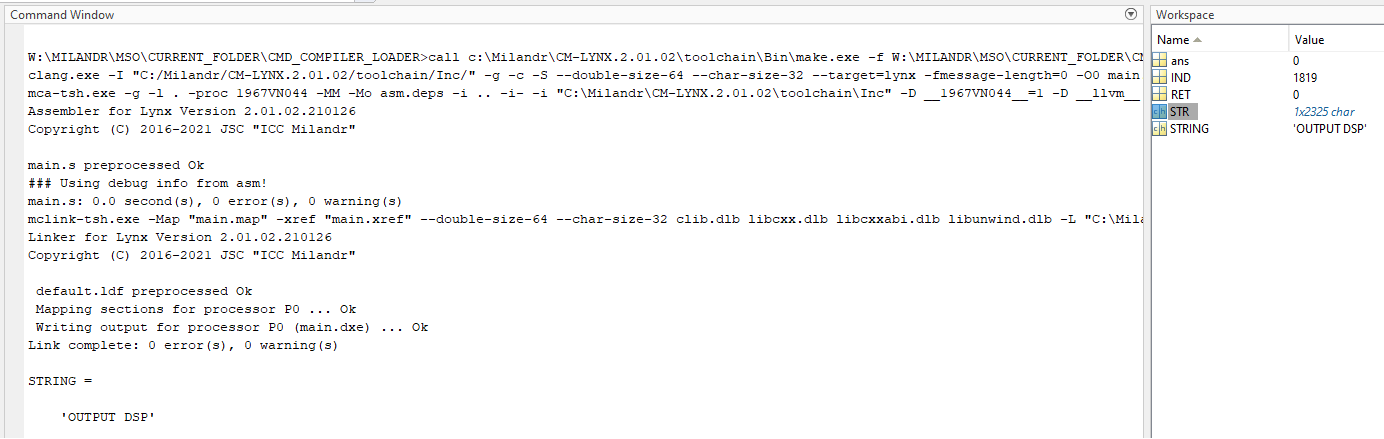 Command Window
W:\MILANDR\MSO\CURRENT_FOLDER\CMD_COMPILER_LOADER>call c:\Milandr\CM-LYNX.2.01.02\toolchain\Bin\make.exe -f W:\MILANDR\MSO\CURRENT_FOLDER\CM
clang.exe -I "C:/Milandr/CM-LYNX.2.01.02/toolchain/Inc/" -g -c -S --double-size-64 --char-size-32 --target=lynx -fmessage-length=0 -O0 main
mca-tsh.exe -g -l . -proc 1967VN044 -MM -Mo asm.deps -i .. -i- -i "C:\Milandr\CM-LYNX.2.01.02\toolchain\Inc" -D __1967VN044__=1 -D __llvm__
Assembler for Lynx Version 2.01.02.210126
Copyright (C) 2016-2021 JSC "ICC Milandr"
main.s preprocessed Ok
### Using debug info from asm!
main.s: 0.0 second(s), 0 error(s), 0 warning(s)
mclink-tsh.exe -Map "main.map" -xref "main.xref" --double-size-64 --char-size-32 clib.dlb libcxx.dlb libcxxabi.dlb libunwind.dlb -L "C:\Mila
Linker for Lynx Version 2.01.02.210126
Copyright (C) 2016-2021 JSC "ICC Milandr"
default.ldf preprocessed Ok
Mapping sections for processor P0 ... Ok
Writing output for processor P0 (main.dxe) ... Ok
Link complete: 0 error(s), 0 warning(s)
STRING =
'OUTPUT DSP'
Workspace
Name Value
ans 0
IND 1819
RET 0
STR 1x2325 char
STRING 'OUTPUT DSP'